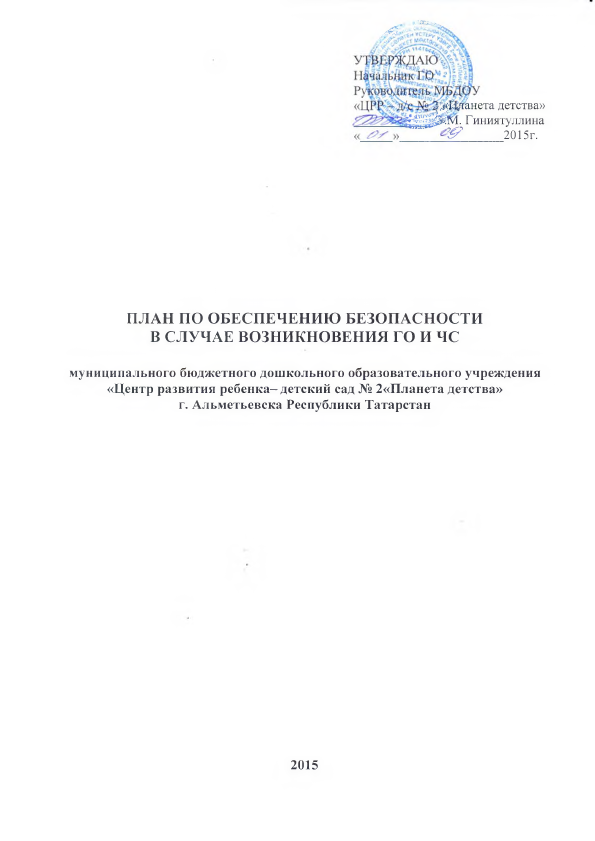 УТВЕРЖДАЮ
Начальник ГО
Руководитель МБДОУ
«ЦРР – д/с № 2 «Планета детства»
М. Гиниятуллина
« 01 » 09 2015г.
ПЛАН ПО ОБЕСПЕЧЕНИЮ БЕЗОПАСНОСТИ
В СЛУЧАЕ ВОЗНИКНОВЕНИЯ ГО И ЧС
муниципального бюджетного дошкольного образовательного учреждения
«Центр развития ребенка– детский сад № 2«Планета детства»
г. Альметьевска Республики Татарстан
2015